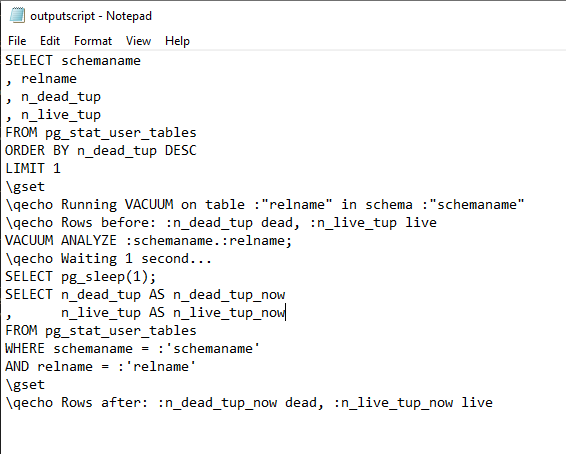 outputscript - Notepad
File Edit Format View Help
SELECT schemaname
, relname
, n_dead_tup
, n_live_tup
FROM pg_stat_user_tables
ORDER BY n_dead_tup DESC
LIMIT 1
\gset
\qecho Running VACUUM on table :"relname" in schema :"schemaname"
\qecho Rows before: :n_dead_tup dead, :n_live_tup live
VACUUM ANALYZE :schemaname.:relname;
\qecho Waiting 1 second...
SELECT pg_sleep(1);
SELECT n_dead_tup AS n_dead_tup_now
,      n_live_tup AS n_live_tup_now
FROM pg_stat_user_tables
WHERE schemaname = :'schemaname'
AND relname = :'relname'
\gset
\qecho Rows after: :n_dead_tup_now dead, :n_live_tup_now live